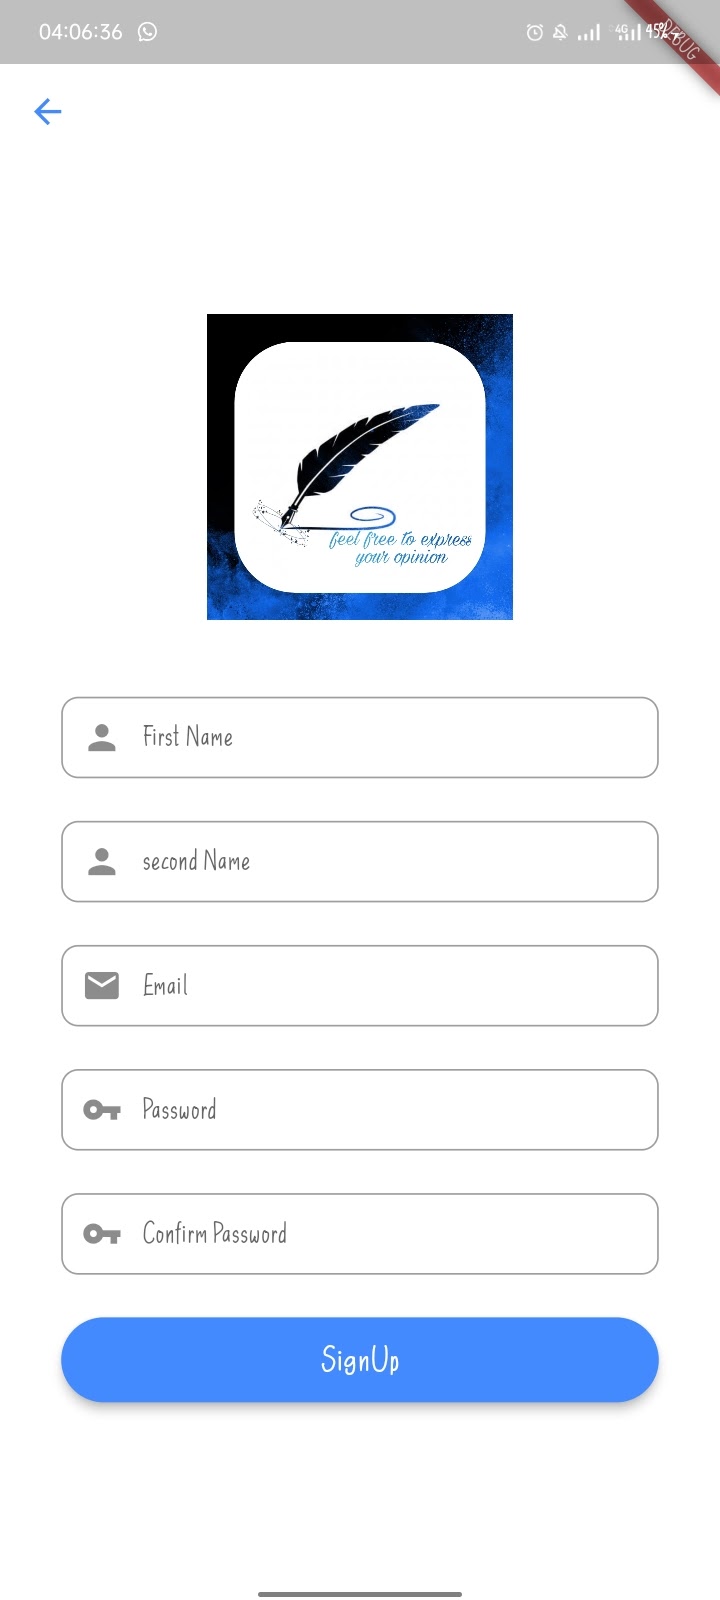 04:06:36
4G 45%
DEBUG
feel free to express
your opinion
First Name
second Name
Email
Password
Confirm Password
SignUp